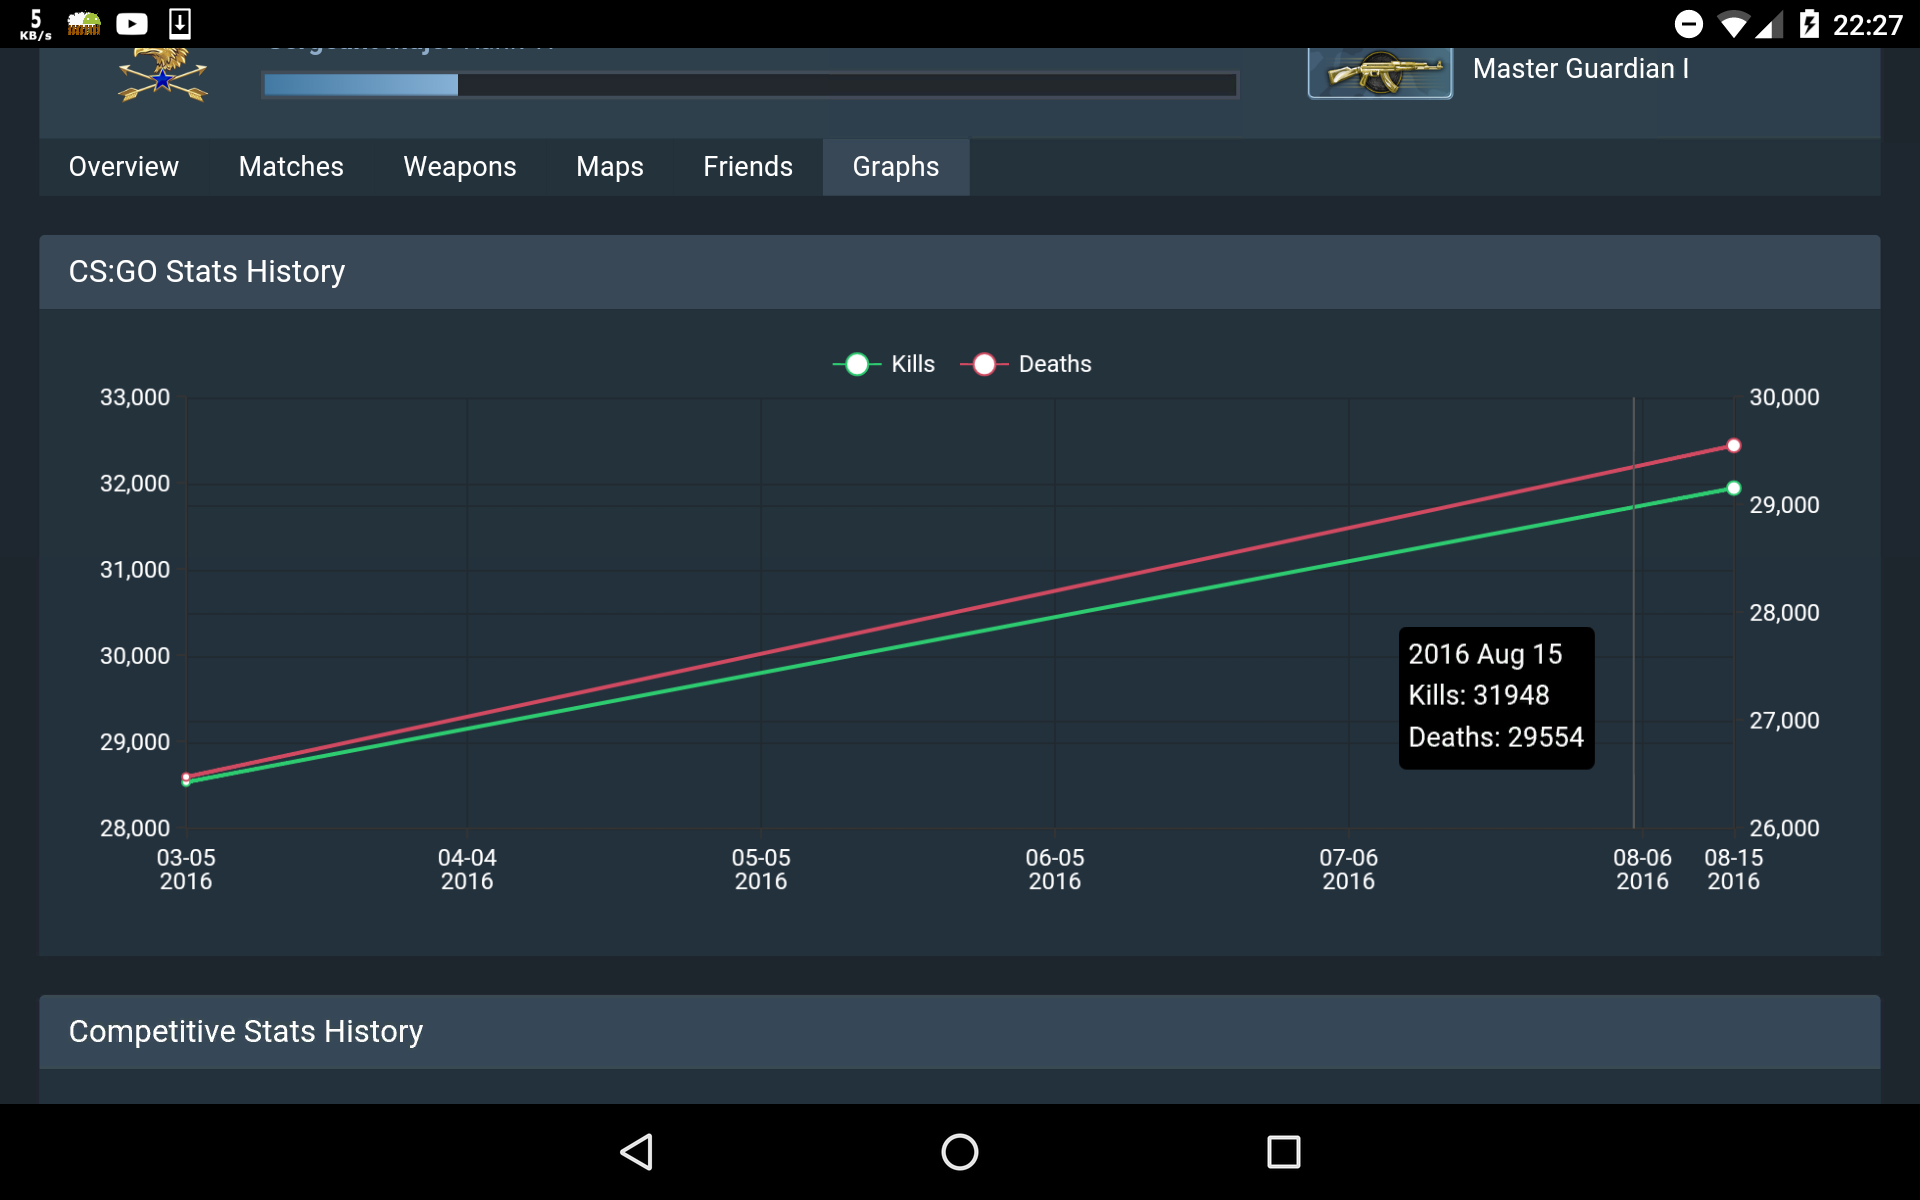 5
KB/s
22:27
Master Guardian I
Overview Matches Weapons Maps Friends Graphs
CS:GO Stats History
Kills Deaths
33,000 30,000
32,000
29,000
31,000
28,000
30,000
27,000
29,000
28,000 26,000
2016 Aug 15
Kills: 31948
Deaths: 29554
03-05 04-04 05-05 06-05 07-06 08-06 08-15
2016 2016 2016 2016 2016 2016 2016
Competitive Stats History